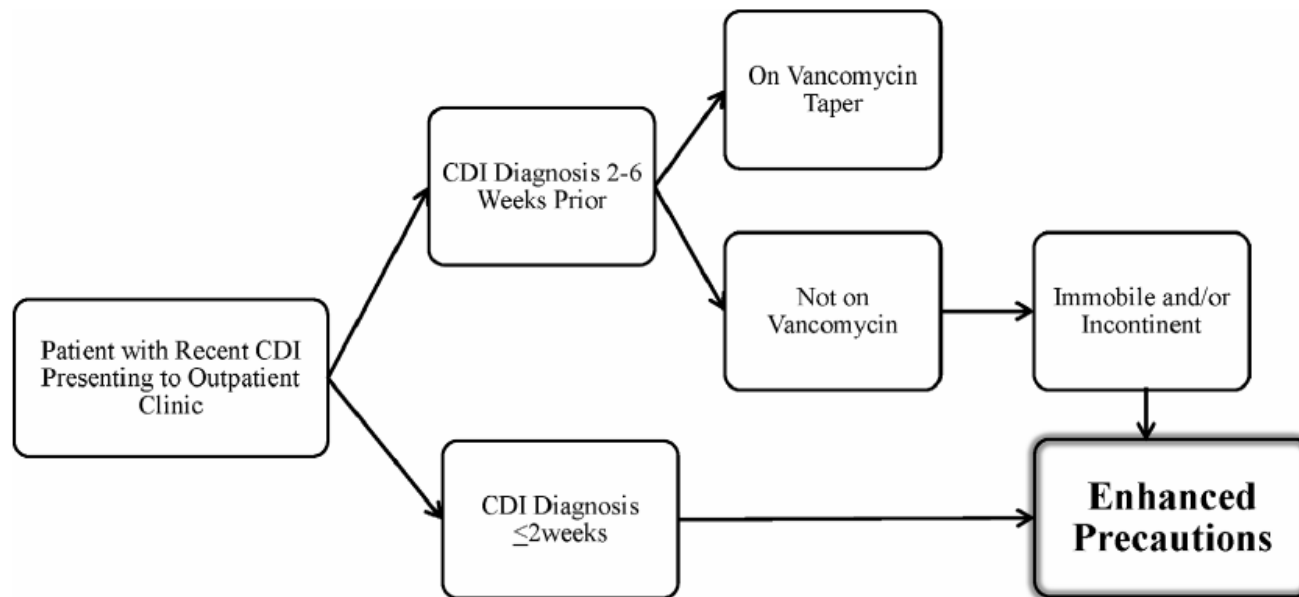 On Vancomycin
Taper
CDI Diagnosis 2-6
Weeks Prior
Not on
Vancomycin
Immobile and/or
Incontinent
Patient with Recent CDI
Presenting to Outpatient
Clinic
CDI Diagnosis
≤2weeks
Enhanced
Precautions